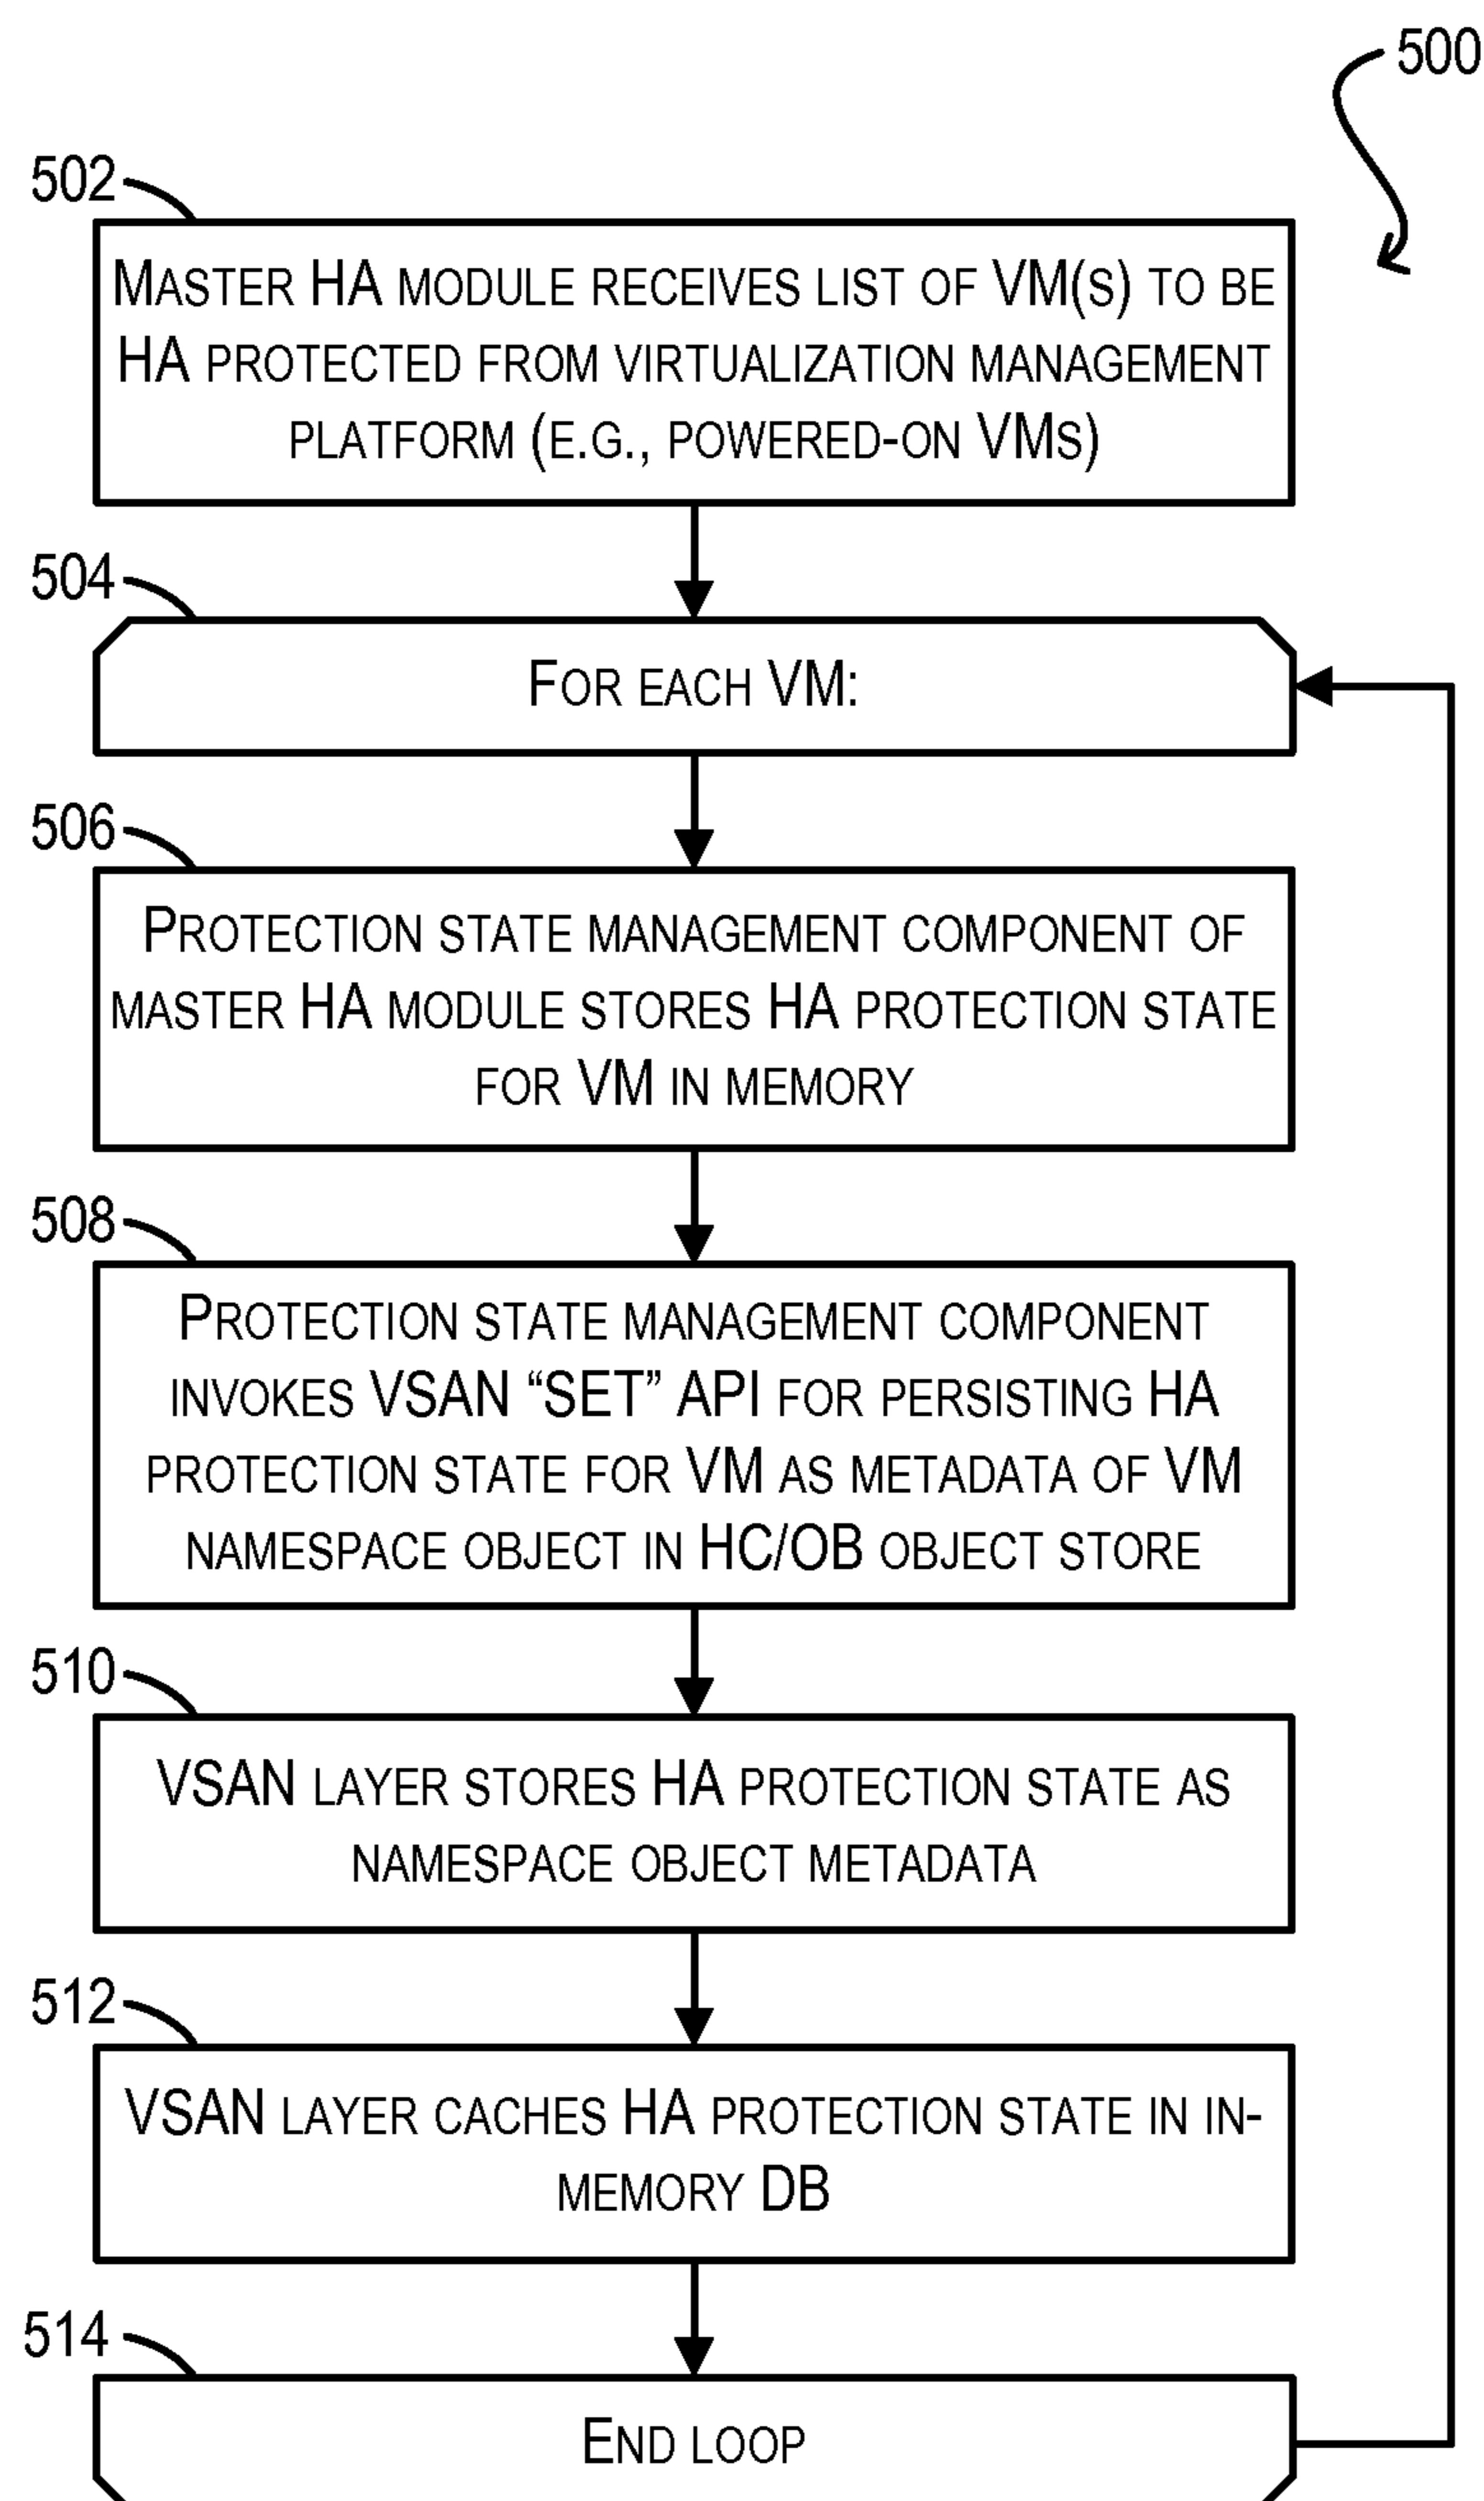 500
502
MASTER HA MODULE RECEIVES LIST OF VM(S) TO BE
HA PROTECTED FROM VIRTUALIZATION MANAGEMENT
PLATFORM (E.G., POWERED-ON VMS)
504
FOR EACH VM:
506
PROTECTION STATE MANAGEMENT COMPONENT OF
MASTER HA MODULE STORES HA PROTECTION STATE
FOR VM IN MEMORY
508
PROTECTION STATE MANAGEMENT COMPONENT
INVOKES VSAN “SET” API FOR PERSISTING HA
PROTECTION STATE FOR VM AS METADATA OF VM
NAMESPACE OBJECT IN HC/OB OBJECT STORE
510
VSAN LAYER STORES HA PROTECTION STATE AS
NAMESPACE OBJECT METADATA
512
VSAN LAYER CACHES HA PROTECTION STATE IN IN-
MEMORY DB
514
END LOOP